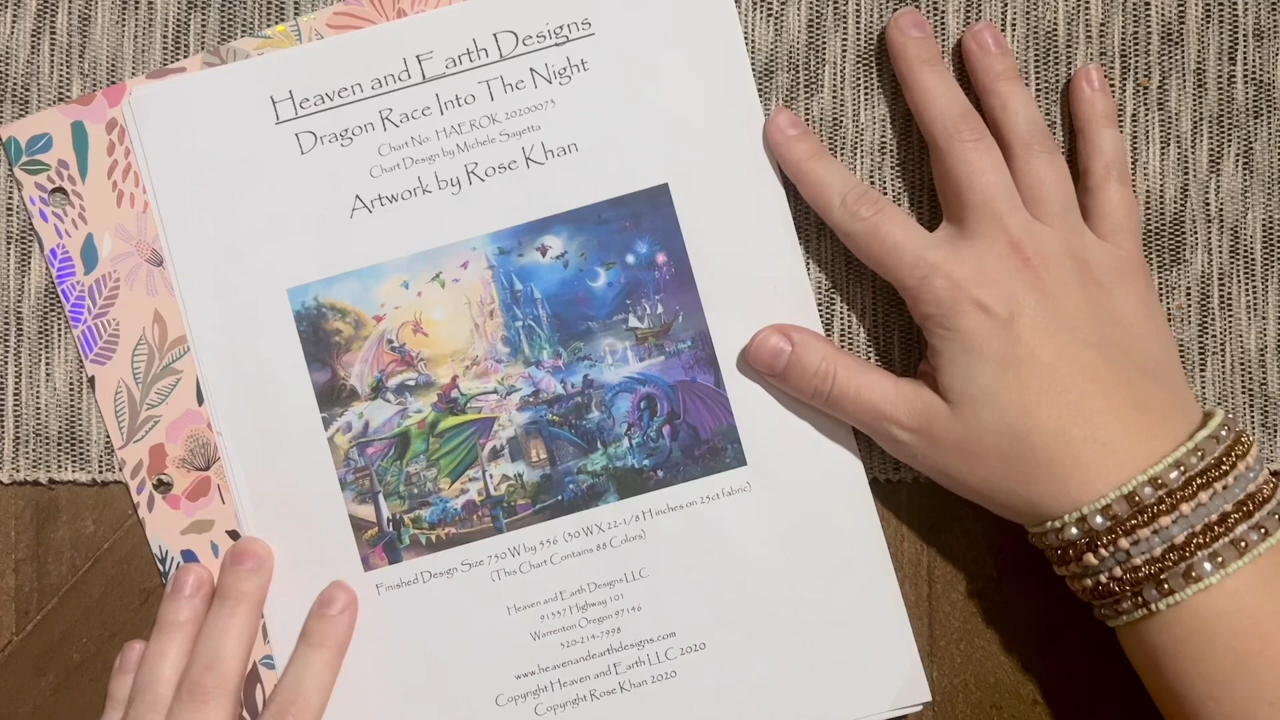 Heaven and Earth Designs
Dragon Race Into The Night
Chart No: HAEROK 20200073
Chart Design by Michele Sayetta
Artwork by Rose Khan
Finished Design Size 750 W by 556 (30 W X 22-1/8 H inches on 25ct fabric)
(This Chart Contains 88 Colors)
Heaven and Earth Designs LLC
91337 Highway 101
Warrenton Oregon 97146
520-214-7998
www.heavenandearthdesigns.com
Copyright Heaven and Earth LLC 2020
Copyright Rose Khan 2020